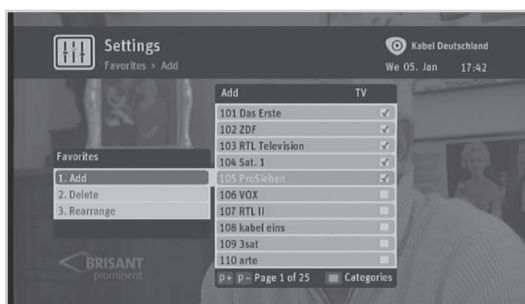 Settings
Favorites > Add
Kabel Deutschland
We 05. Jan 17:42
Add TV
101 Das Erste
102 ZDF
103 RTL Television
104 Sat. 1
105 ProSieben
106 VOX
107 RTL II
108 kabel eins
109 3sat
110 arte
p+ p- Page 1 of 25 Categories
Favorites
1. Add
2. Delete
3. Rearrange
BRISANT
prominent